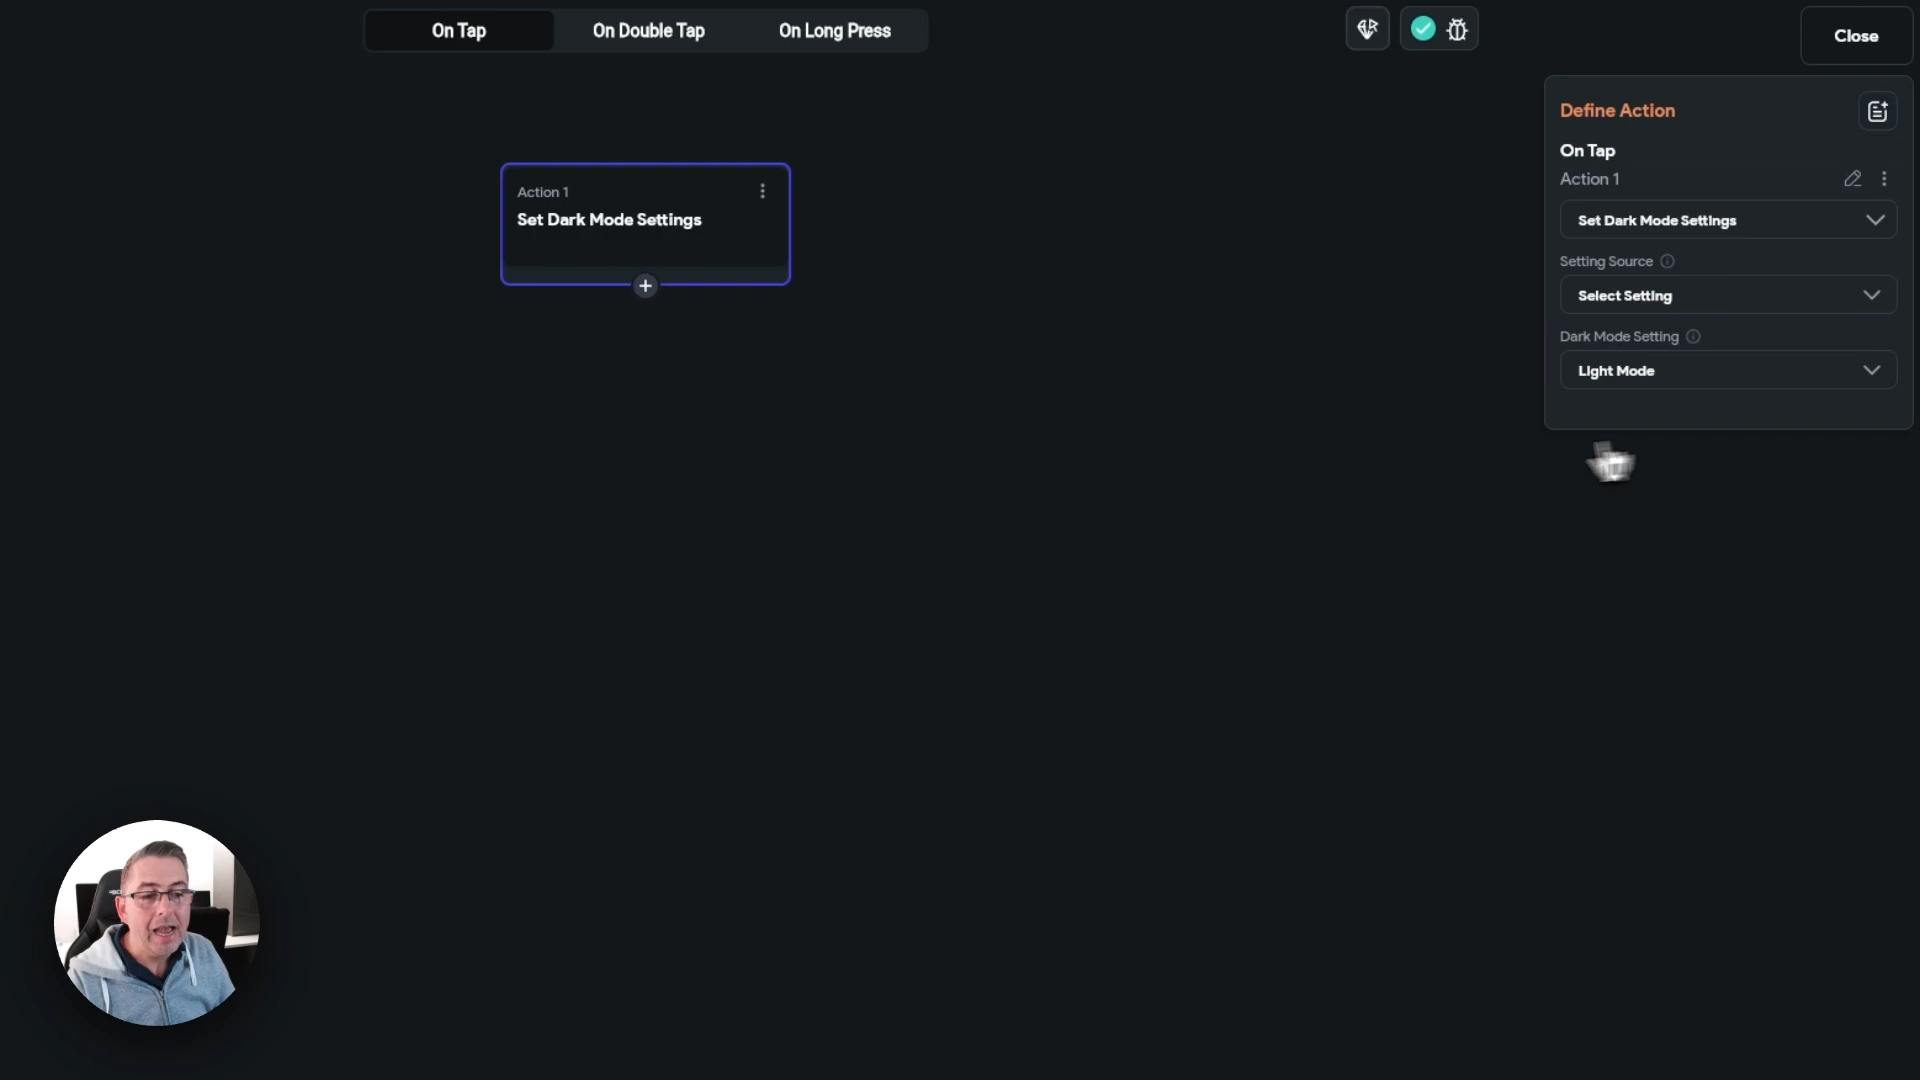 On Tap
On Double Tap
On Long Press
Close
Action 1
Set Dark Mode Settings
Define Action
On Tap
Action 1
Set Dark Mode Settings
Setting Source
Select Setting
Dark Mode Setting
Light Mode